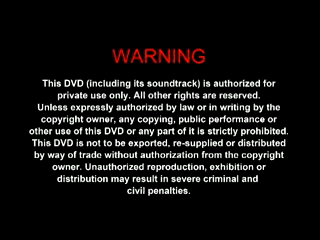 WARNING
This DVD (including its soundtrack) is authorized for
private use only. All other rights are reserved.
Unless expressly authorized by law or in writing by the
copyright owner, any copying, public performance or
other use of this DVD or any part of it is strictly prohibited.
This DVD is not to be exported, re-supplied or distributed
by way of trade without authorization from the copyright
owner. Unauthorized reproduction, exhibition or
distribution may result in severe criminal and
civil penalties.